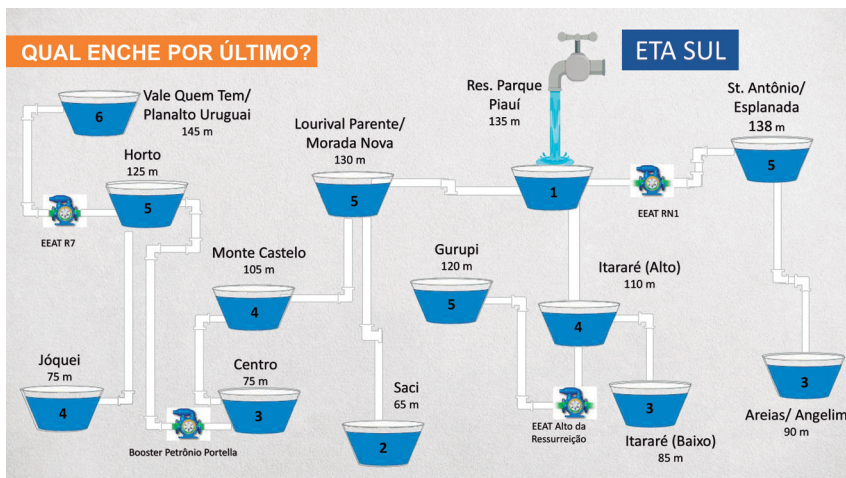 QUAL ENCHE POR ÚLTIMO?
ETA SUL
Vale Quem Tem/
Planalto Uruguai
145 m
6
Horto
125 m
5
EEAT R7
Lourival Parente/
Morada Nova
130 m
5
Res. Parque
Piauí
135 m
1
EEAT RN1
St. Antônio/
Esplanada
138 m
5
Monte Castelo
105 m
4
Gurupi
120 m
5
Itararé (Alto)
110 m
4
Jóquei
75 m
4
Centro
75 m
3
Booster Petrônio Portella
Saci
65 m
2
EEAT Alto da
Ressurreição
3
Itararé (Baixo)
85 m
3
Areias/ Angelim
90 m